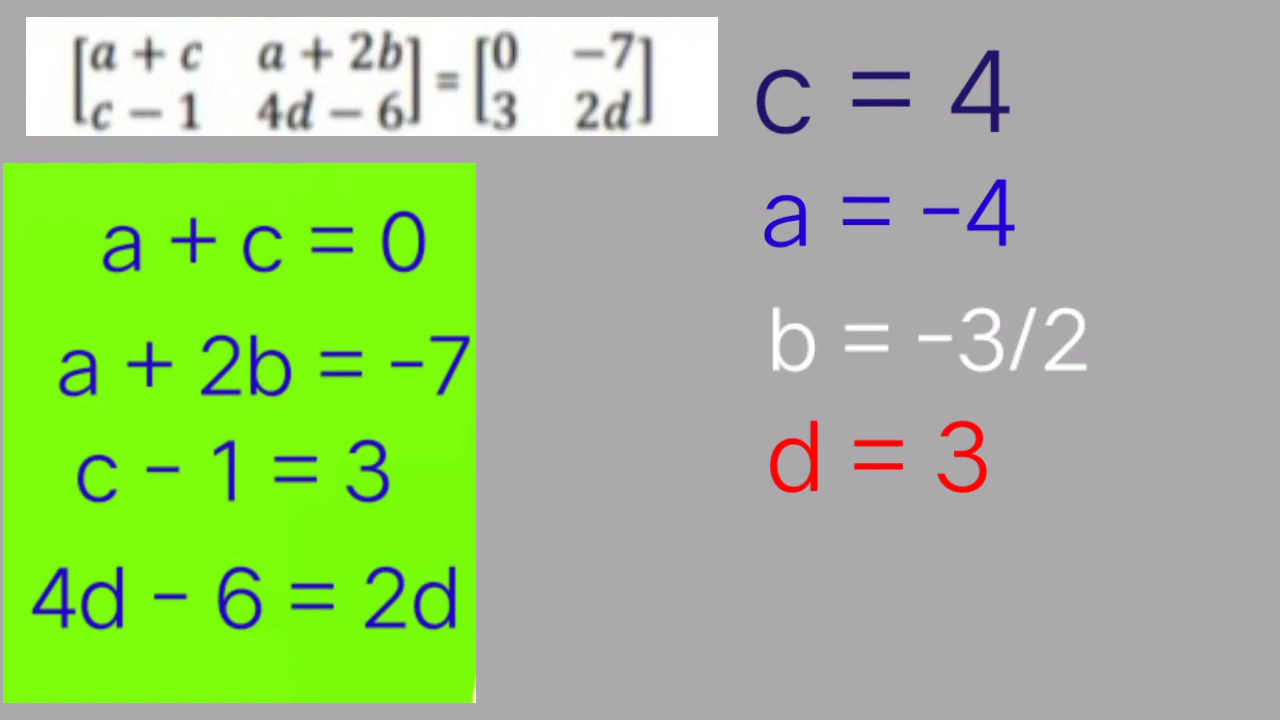 [a + c  a + 2b] = [0  −7]
[c − 1  4d − 6]   [3  2d]
a + c = 0
a + 2b = -7
c - 1 = 3
4d - 6 = 2d
c = 4
a = -4
b = -3/2
d = 3